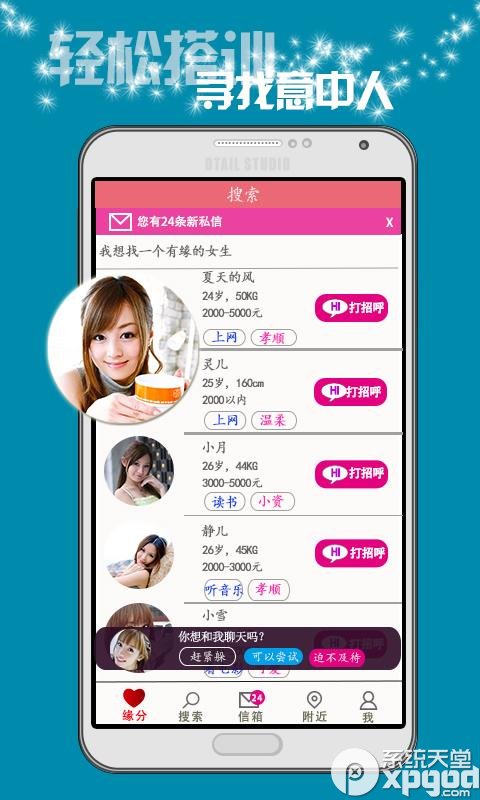 轻松搭讪
寻找意中人
OTAIL STUDIO
搜索
您有24条新私信 X
我想找一个有缘的女生
夏天的风
24岁，50KG
2000-5000元
HI 打招呼
上网 孝顺
灵儿
25岁，160cm
2000以内
HI 打招呼
上网 温柔
小月
26岁，44KG
3000-5000元
HI 打招呼
读书 小资
静儿
26岁，45KG
2000-3000元
HI 打招呼
听音乐 孝顺
小雪
你想和我聊天吗？
赶紧躲 可以尝试 迫不及待
24
缘分 搜索 信箱 附近 我
系统天堂
xpgod